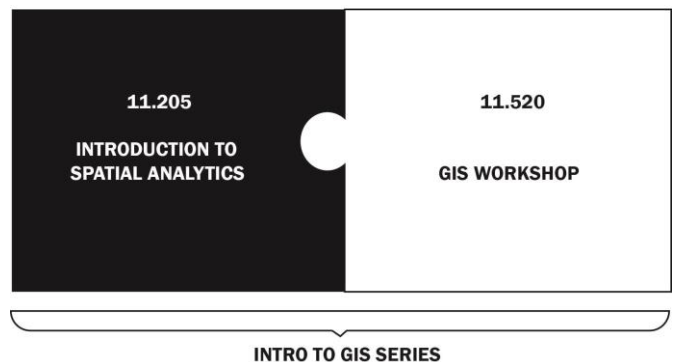 11.205
INTRODUCTION TO
SPATIAL ANALYTICS
11.520
GIS WORKSHOP
INTRO TO GIS SERIES